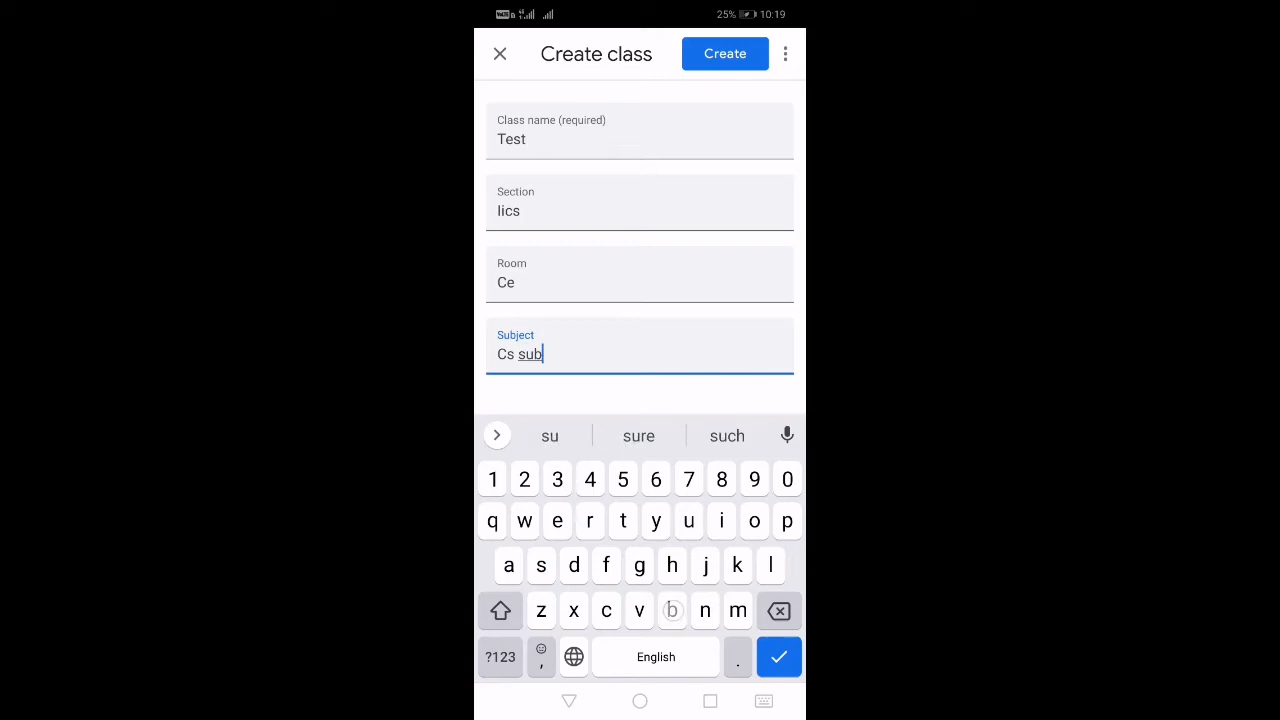 25% 10:19
Create class Create
Class name (required)
Test
Section
Iics
Room
Ce
Subject
Cs sub
su sure such
1 2 3 4 5 6 7 8 9 0
q w e r t y u i o p
a s d f g h j k l
z x c v b n m
?123 , English .